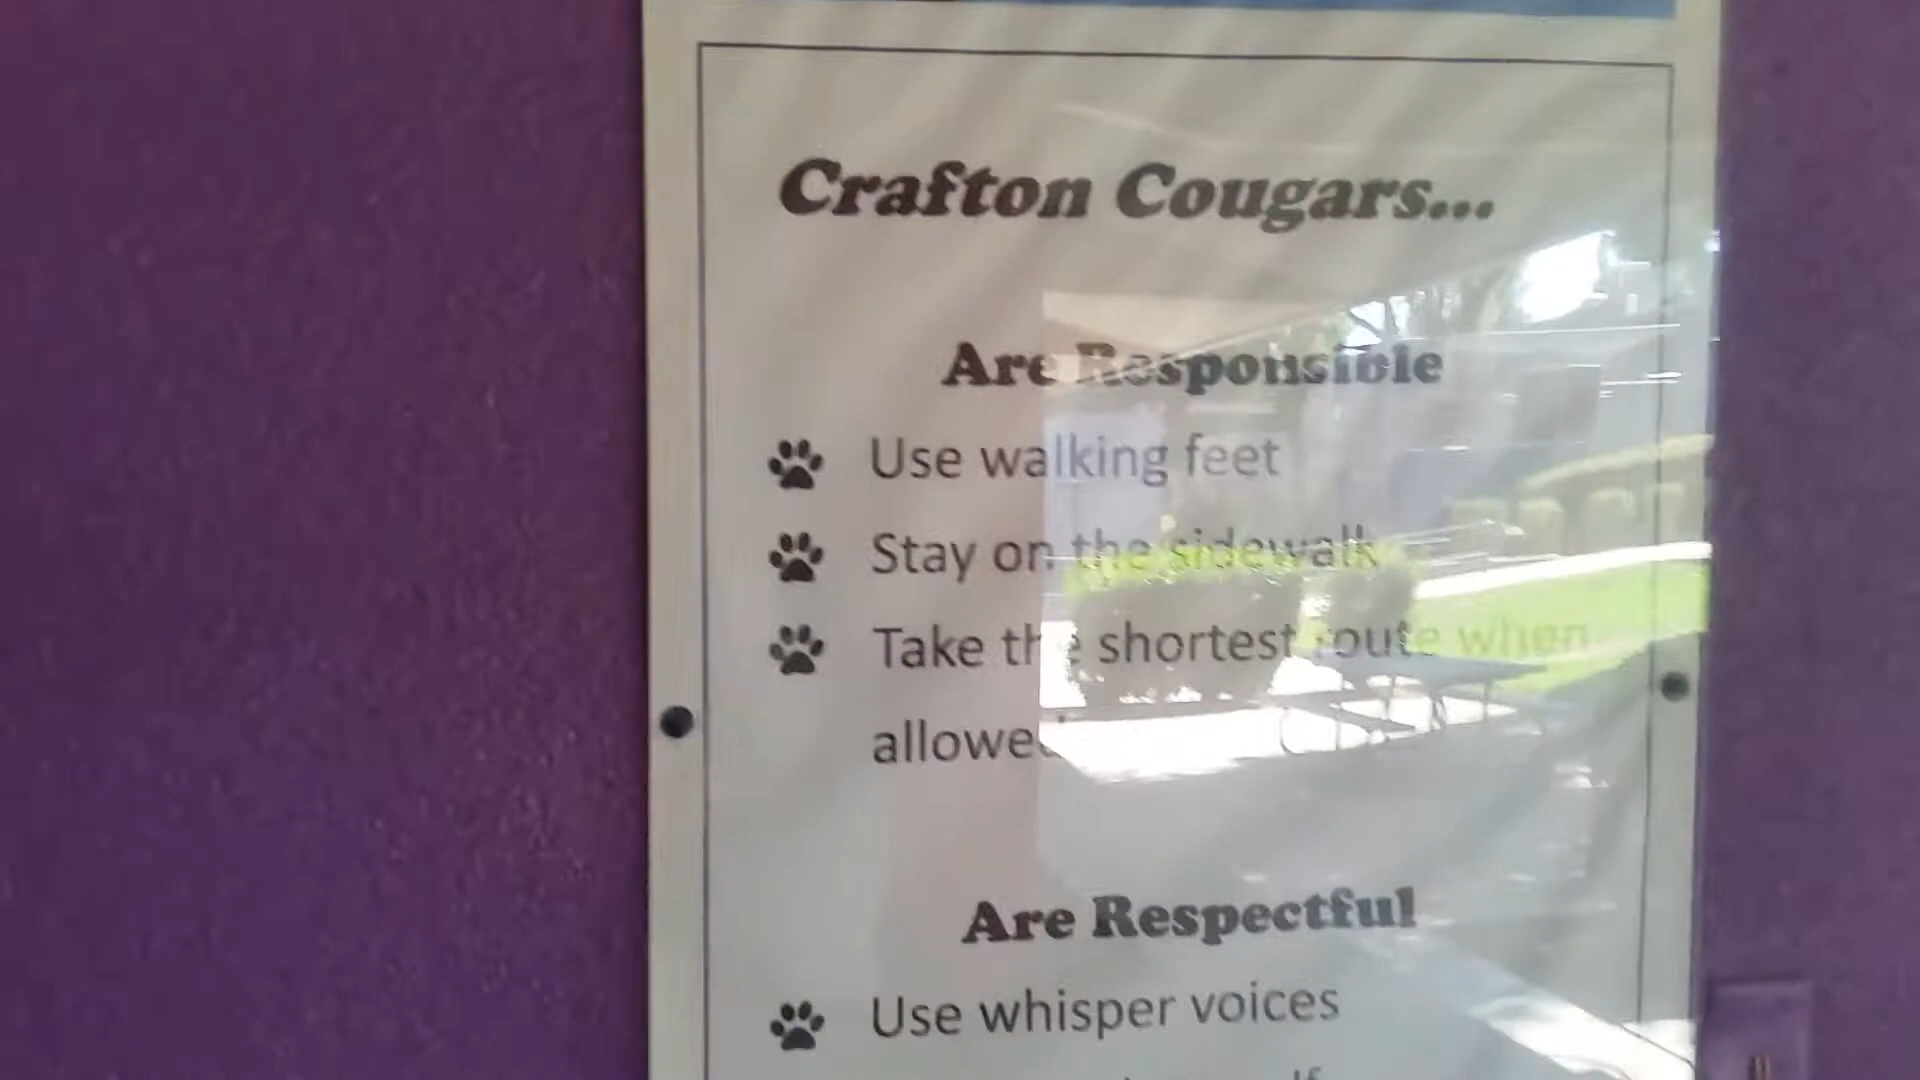 Crafton Cougars...
Are Responsible
Use walking feet
Stay on the sidewalk
Take the shortest route when
allowed
Are Respectful
Use whisper voices